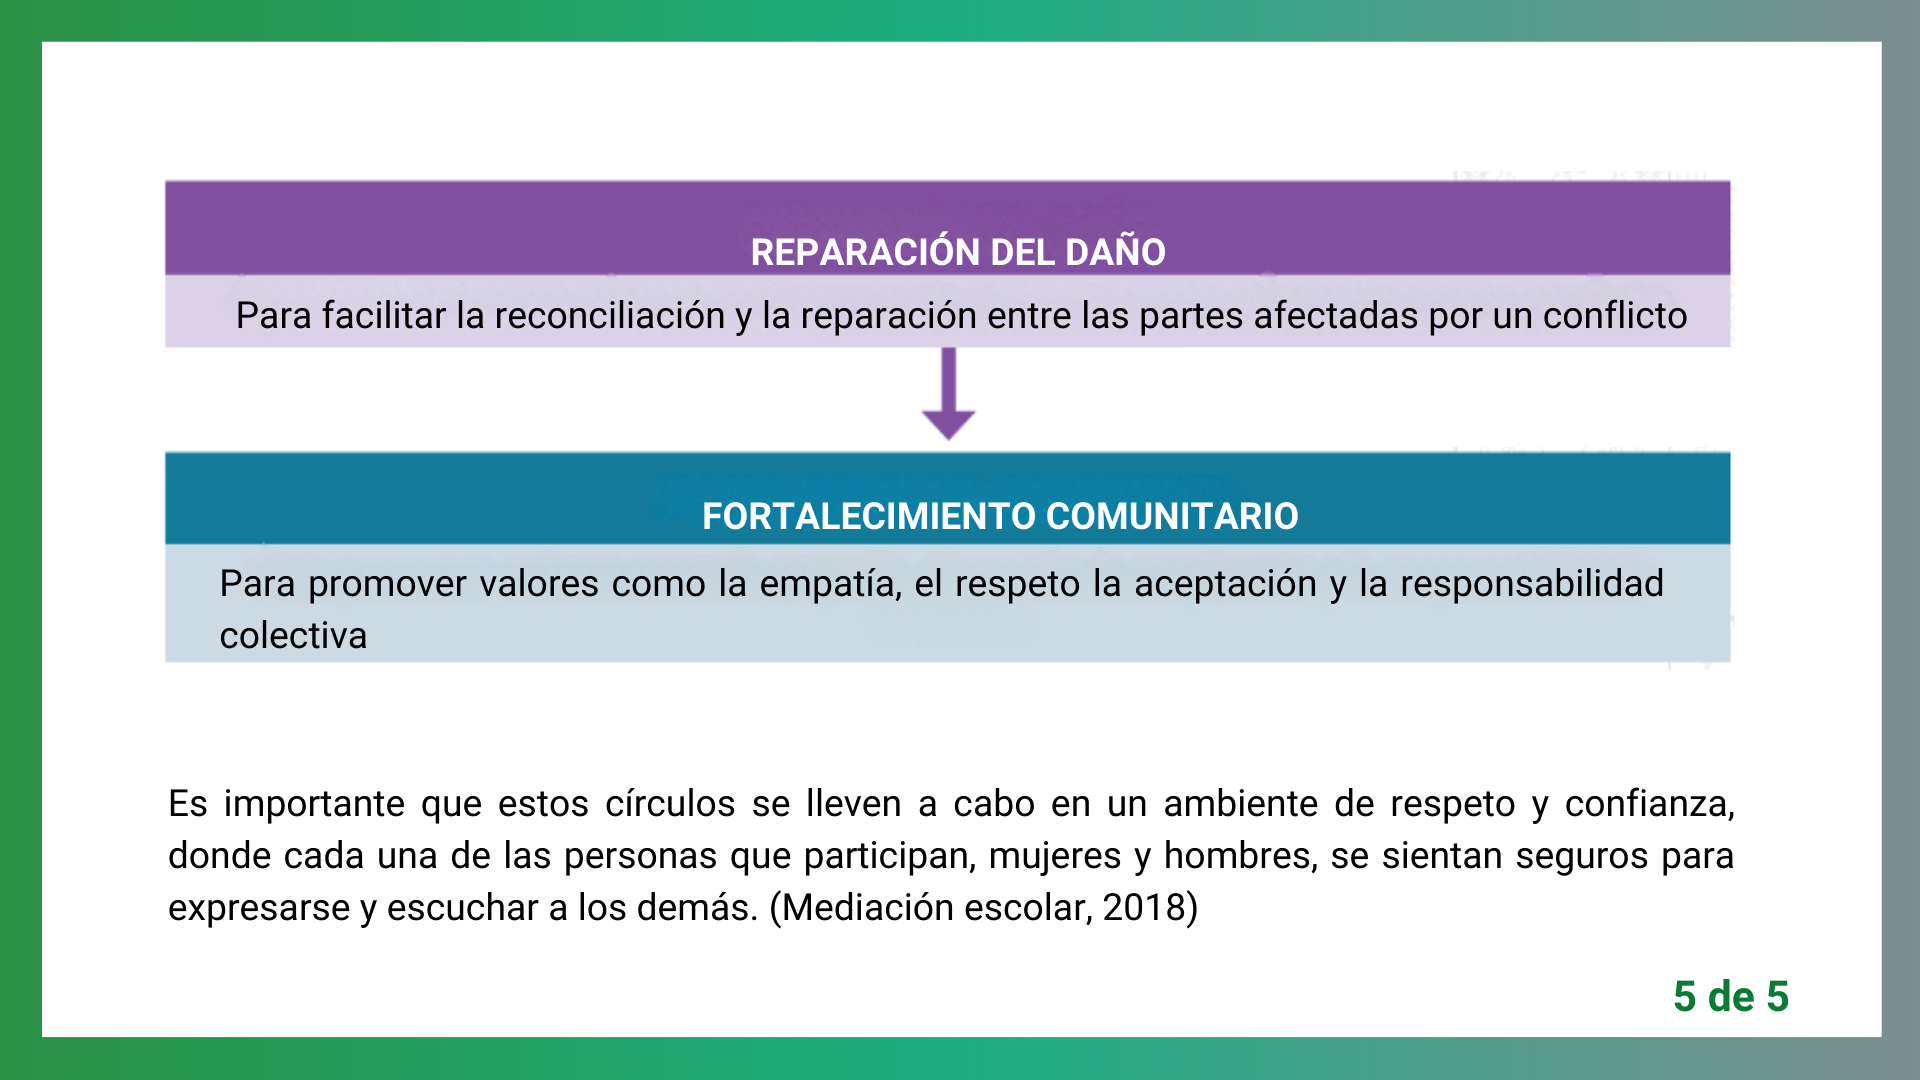 REPARACIÓN DEL DAÑO
Para facilitar la reconciliación y la reparación entre las partes afectadas por un conflicto
FORTALECIMIENTO COMUNITARIO
Para promover valores como la empatía, el respeto la aceptación y la responsabilidad
colectiva
Es importante que estos círculos se lleven a cabo en un ambiente de respeto y confianza,
donde cada una de las personas que participan, mujeres y hombres, se sientan seguros para
expresarse y escuchar a los demás. (Mediación escolar, 2018)
5 de 5